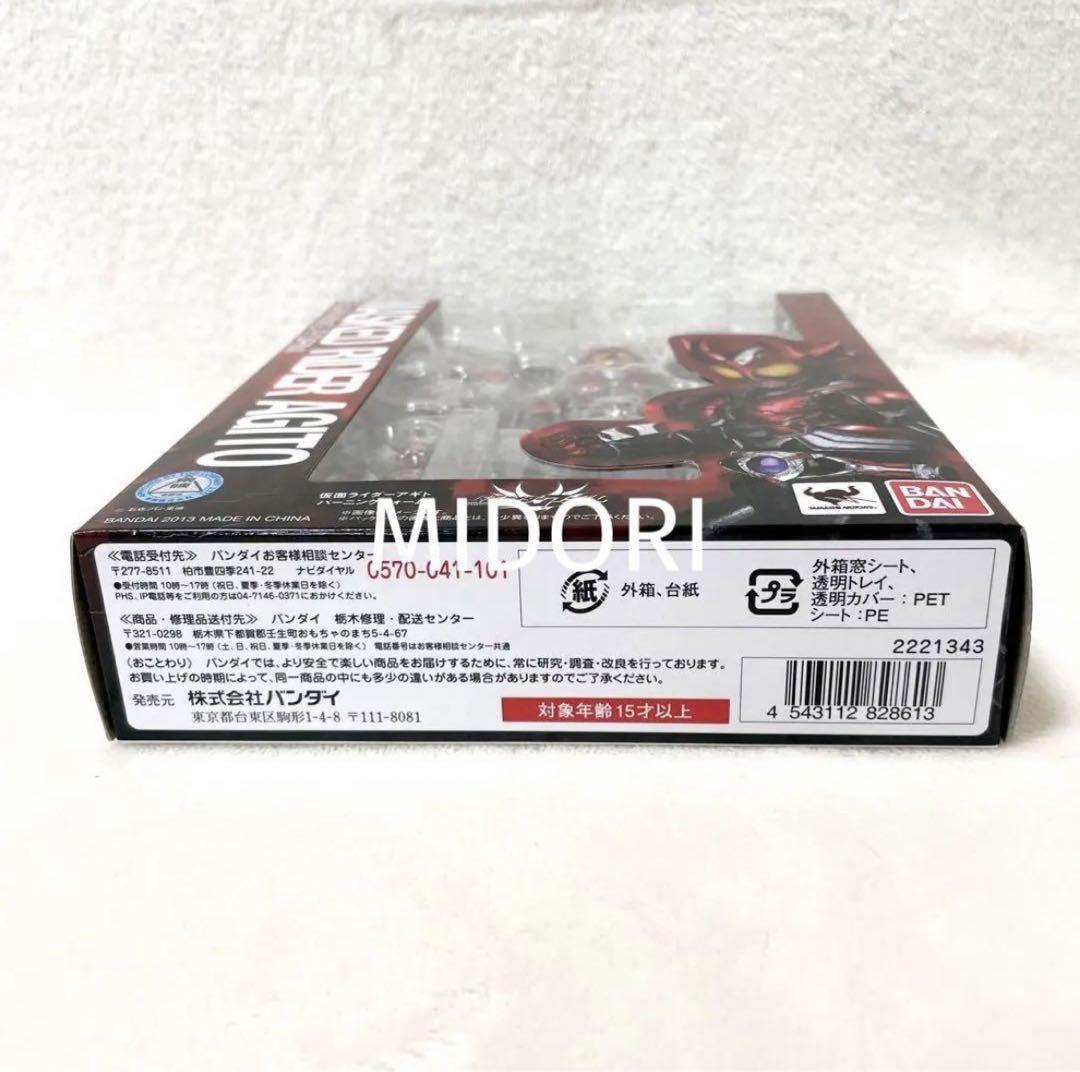 MASKED RIDER AGITO
BANDAI 2013 MADE IN CHINA
仮面ライダーアギト
バーニング
TAMASHII NATIONS
BAN
DAI
MIDORI
≪電話受付先≫ バンダイお客様相談センター
〒277-8511 柏市豊四季241-22 ナビダイヤル 0570-041-101
●受付時間 10時〜17時(祝日、夏季・冬季休業日を除く)
PHS、IP電話等をご利用の方は04-7146-0371におかけください。
≪商品・修理品送付先≫ バンダイ 栃木修理・配送センター
〒321-0298 栃木県下都賀郡壬生町おもちゃのまち5-4-67
●営業時間 10時〜17時(土、日、祝日、夏季・冬季休業日を除く) 電話番号はお客様相談センター共通
〈おことわり〉 バンダイでは、より安全で楽しい商品をお届けするために、常に研究・調査・改良を行っております。
お買い上げの時期によって、同一商品の中にも多少の違いがある場合がありますのでご了承ください。
発売元 株式会社バンダイ
東京都台東区駒形1-4-8 〒111-8081
対象年齢15才以上
紙 外箱、台紙
プラ 外箱窓シート、
透明トレイ、
透明カバー：PET
シート：PE
2221343
4 543112 828613